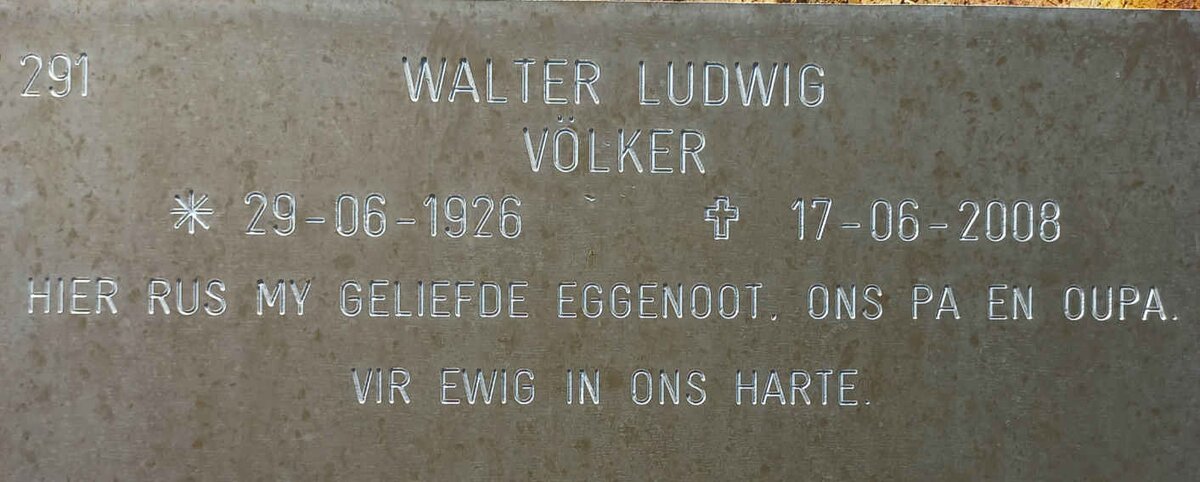 291 WALTER LUDWIG
VÖLKER
* 29-06-1926 ✝ 17-06-2008
HIER RUS MY GELIEFDE EGGENOOT. ONS PA EN OUPA.
VIR EWIG IN ONS HARTE.